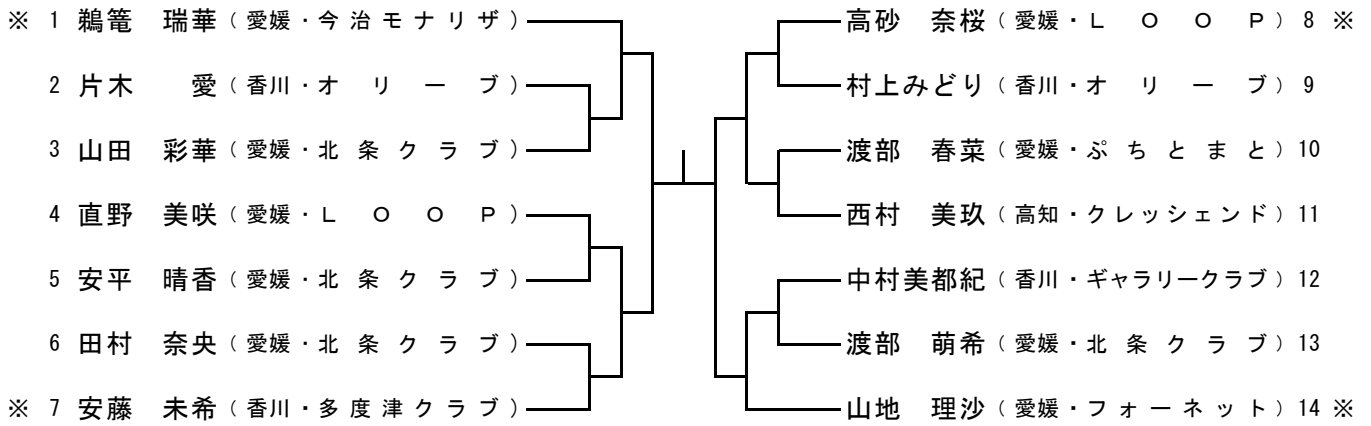 ※ 1 鵜篭 瑞華(愛媛・今治モナリザ)
2 片木 愛(香川・オリーブ)
3 山田 彩華(愛媛・北条クラブ)
4 直野 美咲(愛媛・LOOP)
5 安平 晴香(愛媛・北条クラブ)
6 田村 奈央(愛媛・北条クラブ)
※ 7 安藤 未希(香川・多度津クラブ)
高砂 奈桜(愛媛・LOOP) 8 ※
村上みどり(香川・オリーブ) 9
渡部 春菜(愛媛・ぷちとまと) 10
西村 美玖(高知・クレッシェンド) 11
中村美都紀(香川・ギャラリークラブ) 12
渡部 萌希(愛媛・北条クラブ) 13
山地 理沙(愛媛・フォーネット) 14 ※